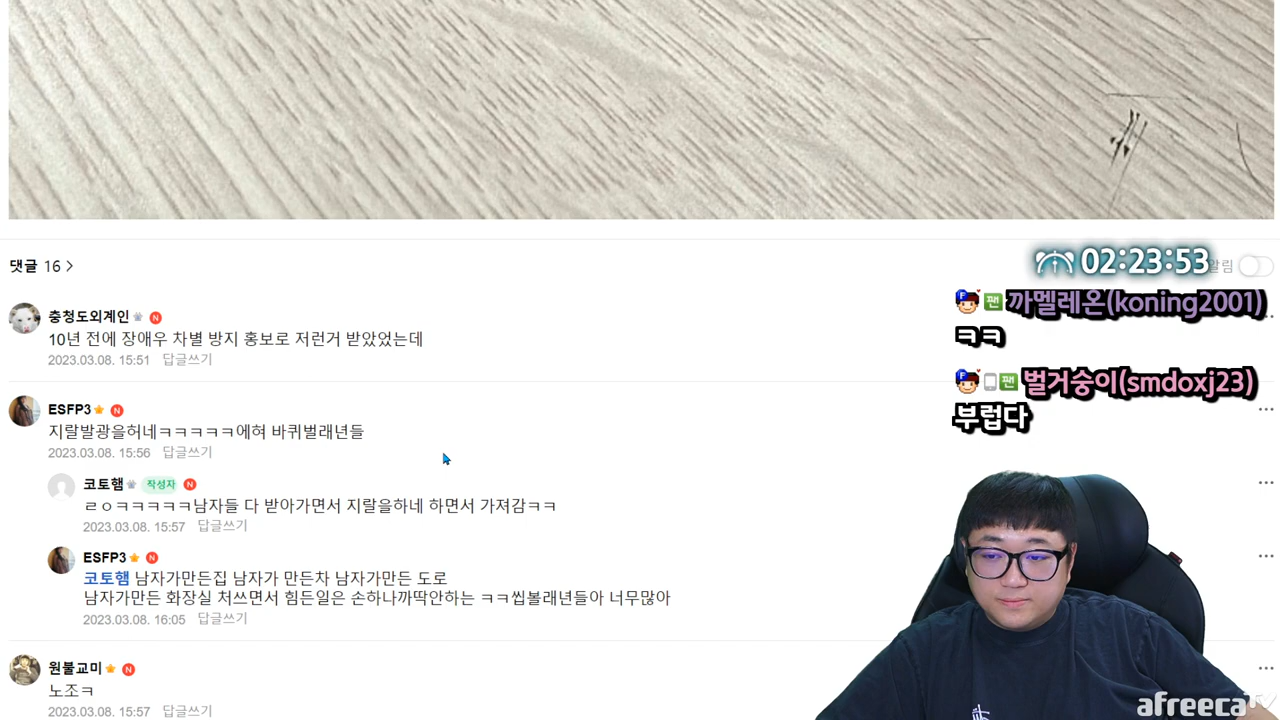 댓글 16
02:23:53
알림
충청도외계인 N
10년 전에 장애우 차별 방지 홍보로 저런거 받았었는데
2023.03.08. 15:51 답글쓰기
까멜레온(koning2001)
ㅋㅋ
벌거숭이(smdoxj23)
부럽다
ESFP3 N
지랄발광을허네ㅋㅋㅋㅋㅋ에혀 바퀴벌래년들
2023.03.08. 15:56 답글쓰기
코토햄 작성자 N
ㄹㅇㅋㅋㅋㅋㅋ남자들 다 받아가면서 지랄을하네 하면서 가져감ㅋㅋ
2023.03.08. 15:57 답글쓰기
ESFP3 N
코토햄 남자가만든집 남자가 만든차 남자가만든 도로
남자가만든 화장실 처쓰면서 힘든일은 손하나까딱안하는 ㅋㅋ씹볼래년들아 너무많아
2023.03.08. 16:05 답글쓰기
원불교미 N
노조ㅋ
2023.03.08. 15:57 답글쓰기
afreecaTV